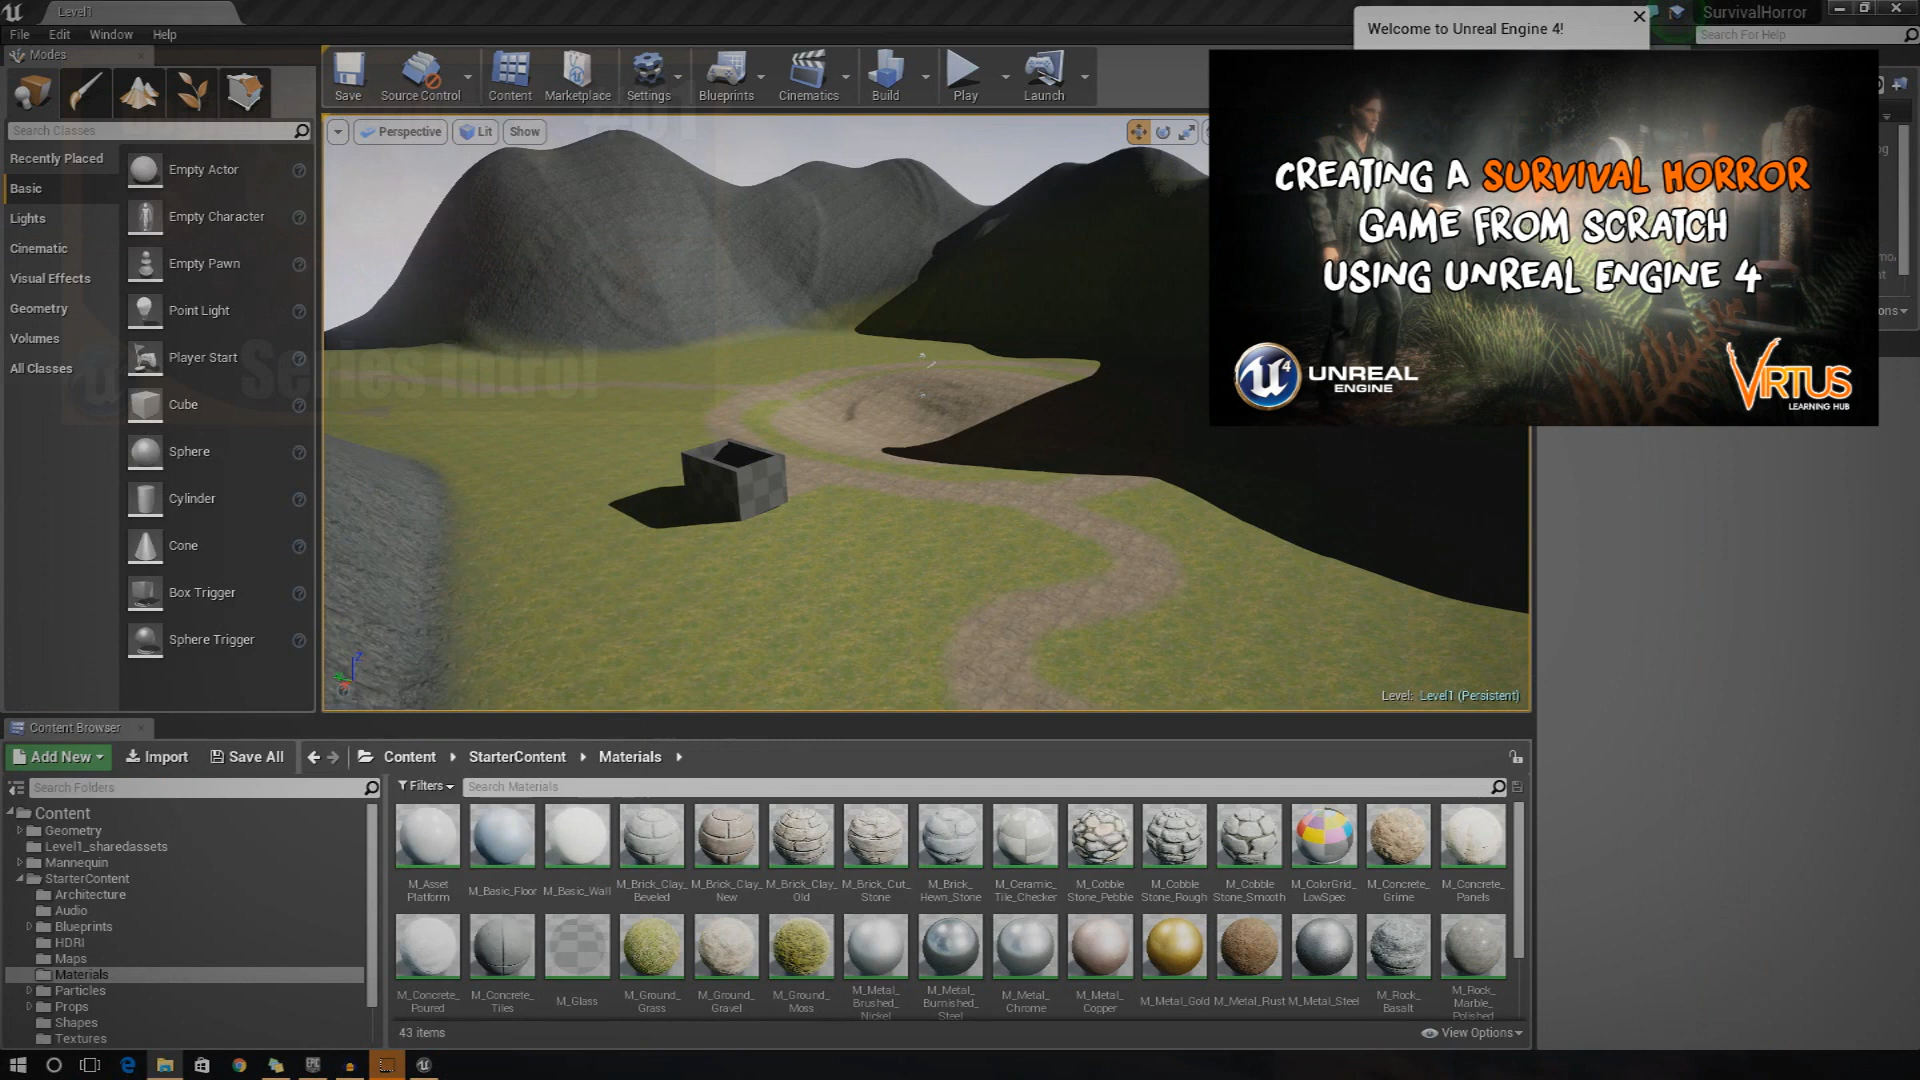 Level1
SurvivalHorror
File Edit Window Help
Welcome to Unreal Engine 4!
Search For Help
Modes
Save
Source Control
Content
Marketplace
Settings
Blueprints
Cinematics
Build
Play
Launch
Search Classes
Recently Placed
Basic
Lights
Cinematic
Visual Effects
Geometry
Volumes
All Classes
Empty Actor
Empty Character
Empty Pawn
Point Light
Player Start
Cube
Sphere
Cylinder
Cone
Box Trigger
Sphere Trigger
Perspective
Lit
Show
CREATING A SURVIVAL HORROR
GAME FROM SCRATCH
USING UNREAL ENGINE 4
UNREAL
ENGINE
VIRTUS
LEARNING HUB
Series Intro!
Level: Level1 (Persistent)
Content Browser
Add New
Import
Save All
Content
StarterContent
Materials
Search Folders
Filters
Search Materials
Content
Geometry
Level1_sharedassets
Mannequin
StarterContent
Architecture
Audio
Blueprints
HDRI
Maps
Materials
Particles
Props
Shapes
Textures
M_Asset
Platform
M_Basic_Floor
M_Basic_Wall
M_Brick_Clay_
Beveled
M_Brick_Clay_
New
M_Brick_Clay_
Old
M_Brick_Cut_
Stone
M_Brick_
Hewn_Stone
M_Ceramic_
Tile_Checker
M_Cobble
Stone_Pebble
M_Cobble
Stone_Rough
M_Cobble
Stone_Smooth
M_ColorGrid_
LowSpec
M_Concrete_
Grime
M_Concrete_
Panels
M_Concrete_
Poured
M_Concrete_
Tiles
M_Glass
M_Ground_
Grass
M_Ground_
Gravel
M_Ground_
Moss
M_Metal_
Brushed_
Nickel
M_Metal_
Burnished_
Steel
M_Metal_
Chrome
M_Metal_
Copper
M_Metal_Gold
M_Metal_Rust
M_Metal_Steel
M_Rock_
Basalt
M_Rock_
Marble_
Polished
43 items
View Options